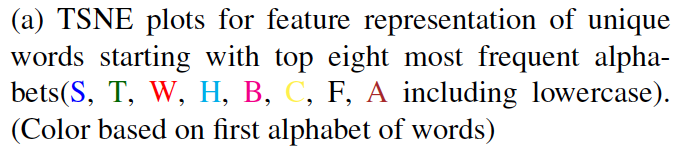 (a) TSNE plots for feature representation of unique
words starting with top eight most frequent alpha-
bets(S, T, W, H, B, C, F, A including lowercase).
(Color based on first alphabet of words)